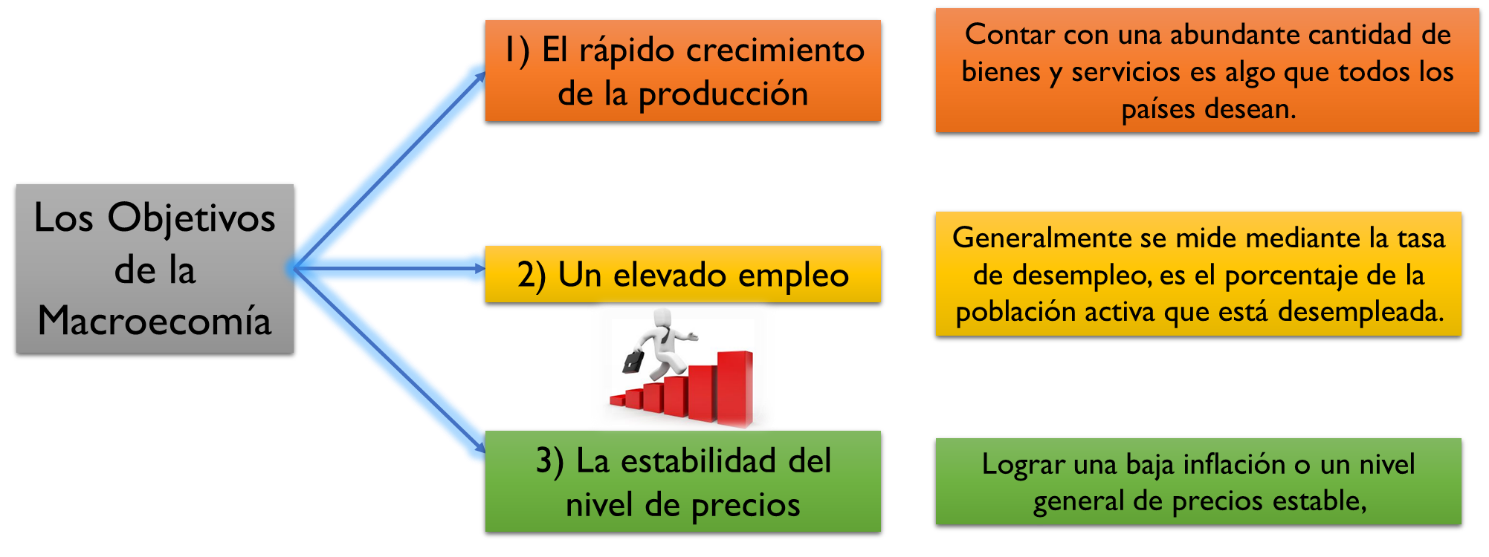 Los Objetivos
de la
Macroecomía
1) El rápido crecimiento
de la producción
Contar con una abundante cantidad de
bienes y servicios es algo que todos los
países desean.
2) Un elevado empleo
Generalmente se mide mediante la tasa
de desempleo, es el porcentaje de la
población activa que está desempleada.
3) La estabilidad del
nivel de precios
Lograr una baja inflación o un nivel
general de precios estable,